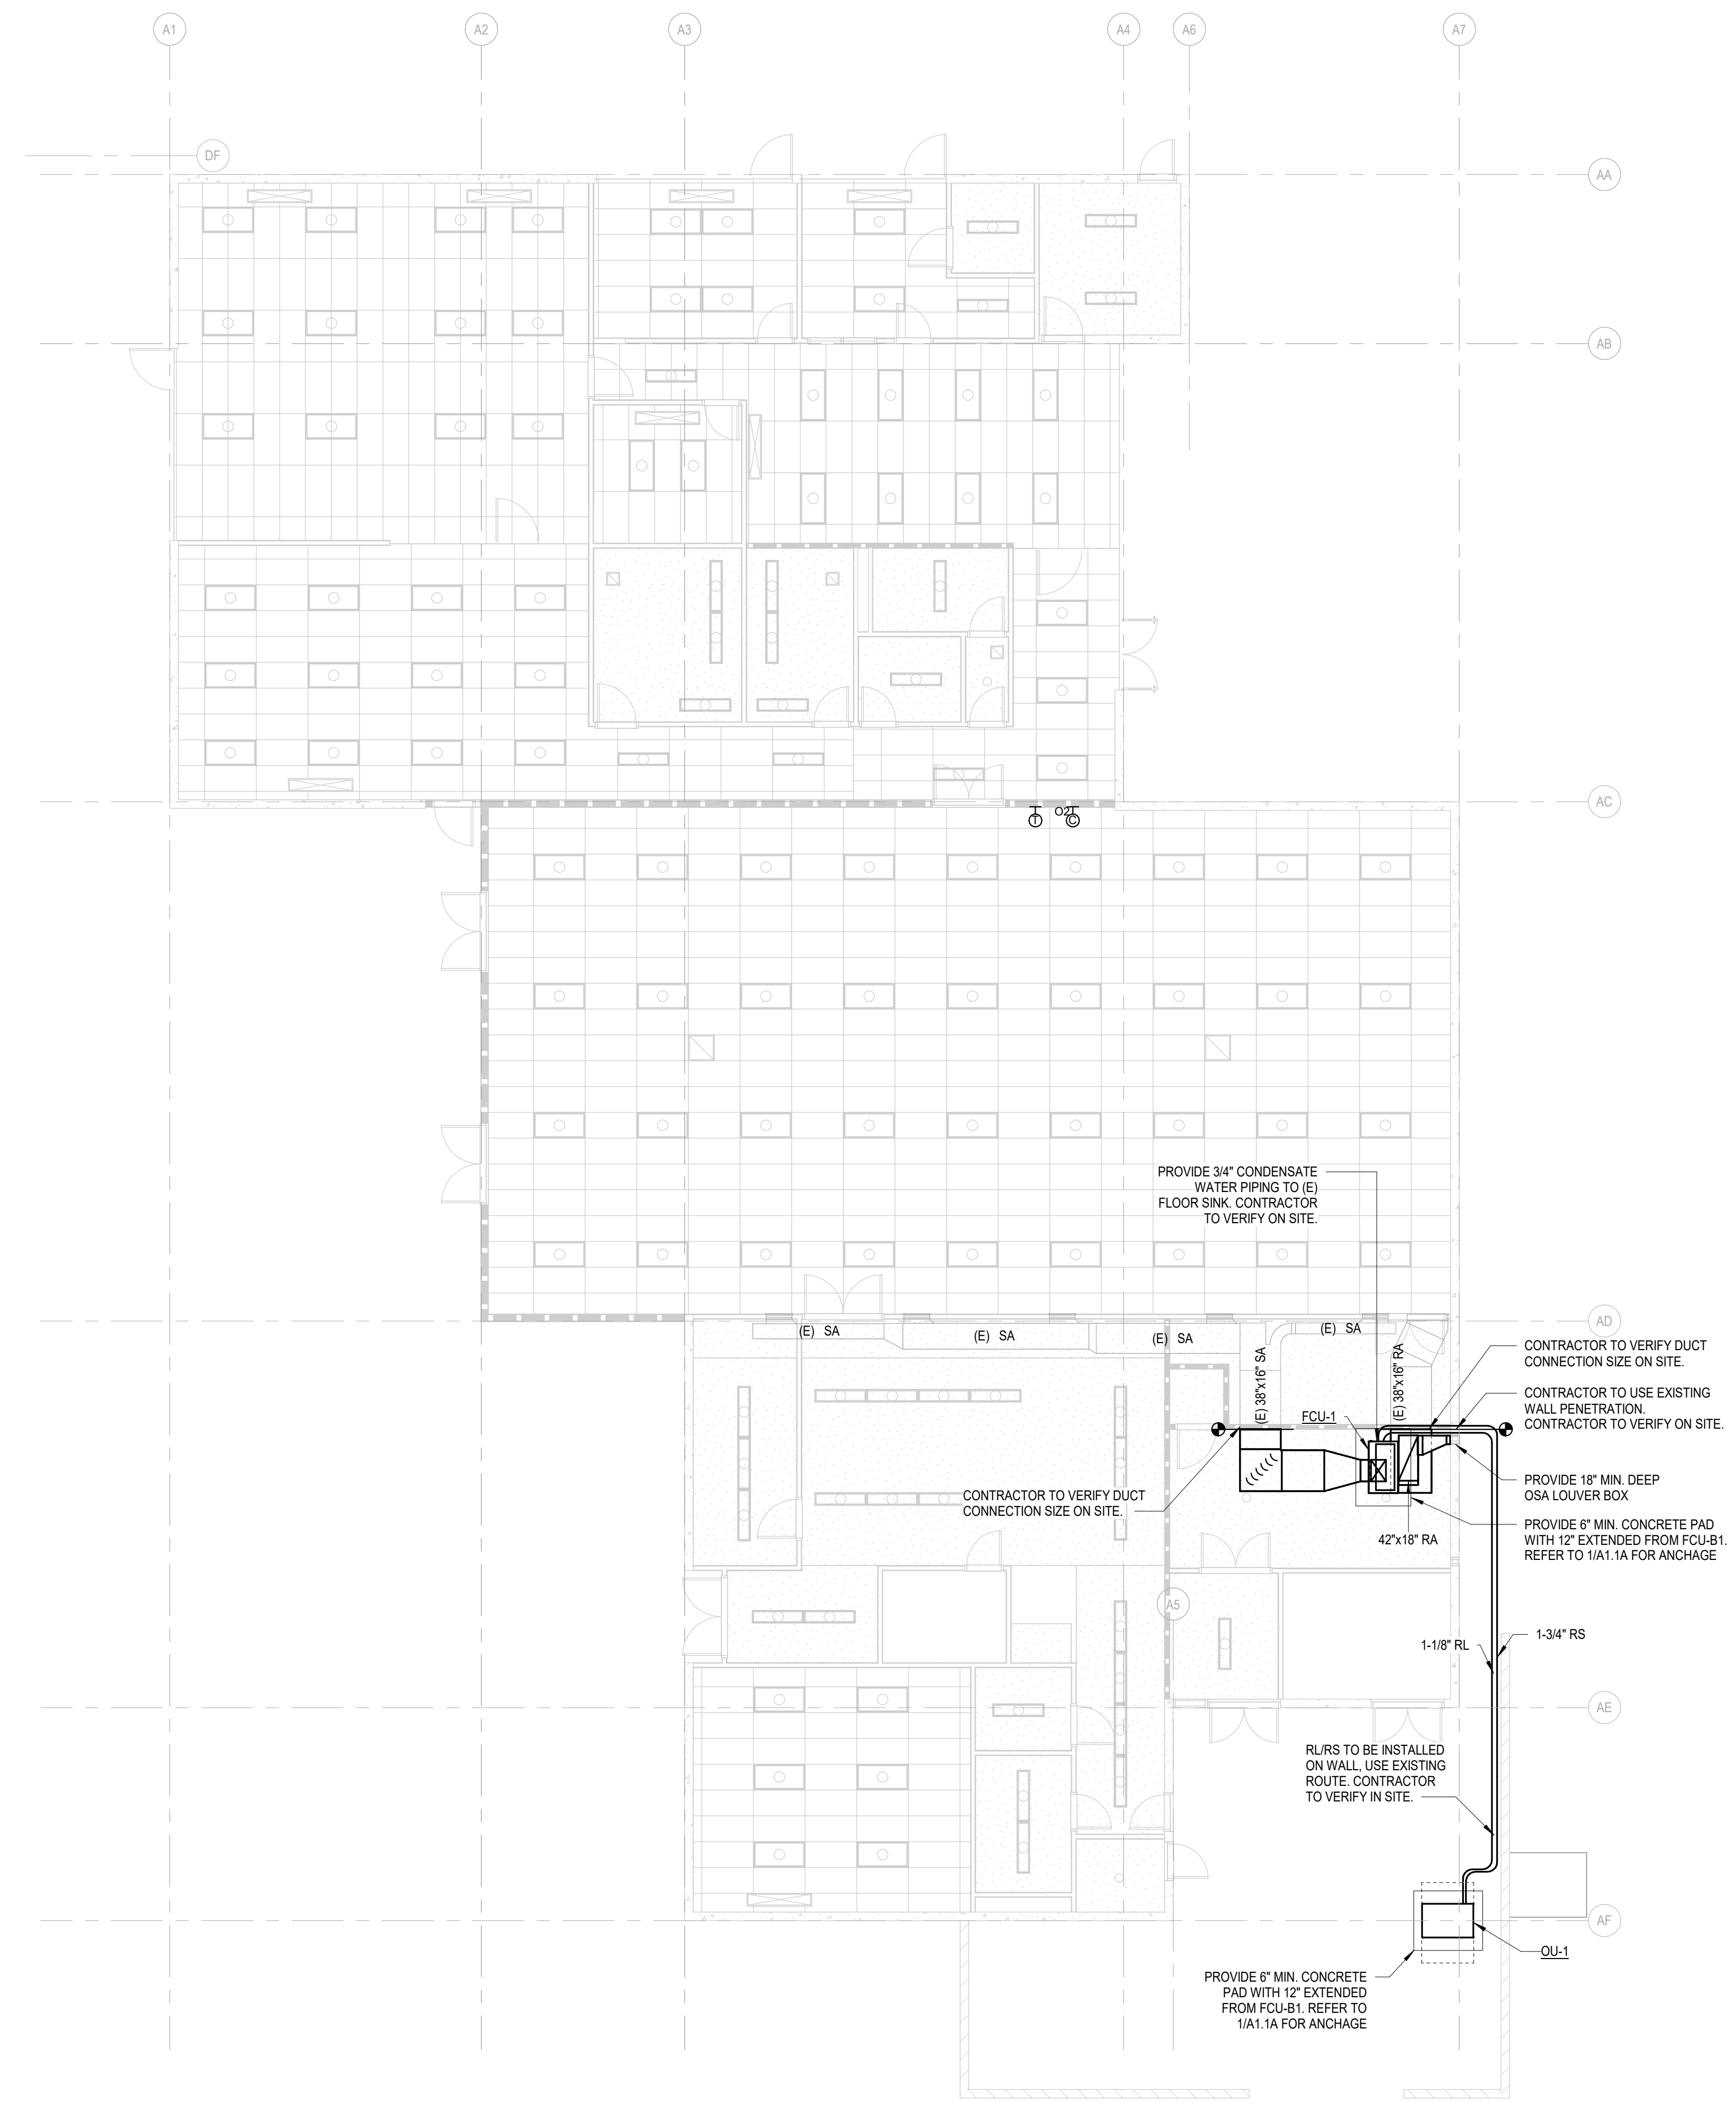 A1
A2
A3
A4
A6
A7
DF
AA
AB
AC
T
O2
C
PROVIDE 3/4" CONDENSATE
WATER PIPING TO (E)
FLOOR SINK. CONTRACTOR
TO VERIFY ON SITE.
AD
(E) SA
(E) SA
(E) SA
(E) SA
(E) 38"x16" SA
(E) 38"x16" RA
CONTRACTOR TO VERIFY DUCT
CONNECTION SIZE ON SITE.
CONTRACTOR TO USE EXISTING
WALL PENETRATION.
CONTRACTOR TO VERIFY ON SITE.
FCU-1
PROVIDE 18" MIN. DEEP
OSA LOUVER BOX
CONTRACTOR TO VERIFY DUCT
CONNECTION SIZE ON SITE.
PROVIDE 6" MIN. CONCRETE PAD
WITH 12" EXTENDED FROM FCU-B1.
REFER TO 1/A1.1A FOR ANCHAGE
42"x18" RA
A5
1-1/8" RL
1-3/4" RS
AE
RL/RS TO BE INSTALLED
ON WALL, USE EXISTING
ROUTE. CONTRACTOR
TO VERIFY IN SITE.
AF
OU-1
PROVIDE 6" MIN. CONCRETE
PAD WITH 12" EXTENDED
FROM FCU-B1. REFER TO
1/A1.1A FOR ANCHAGE